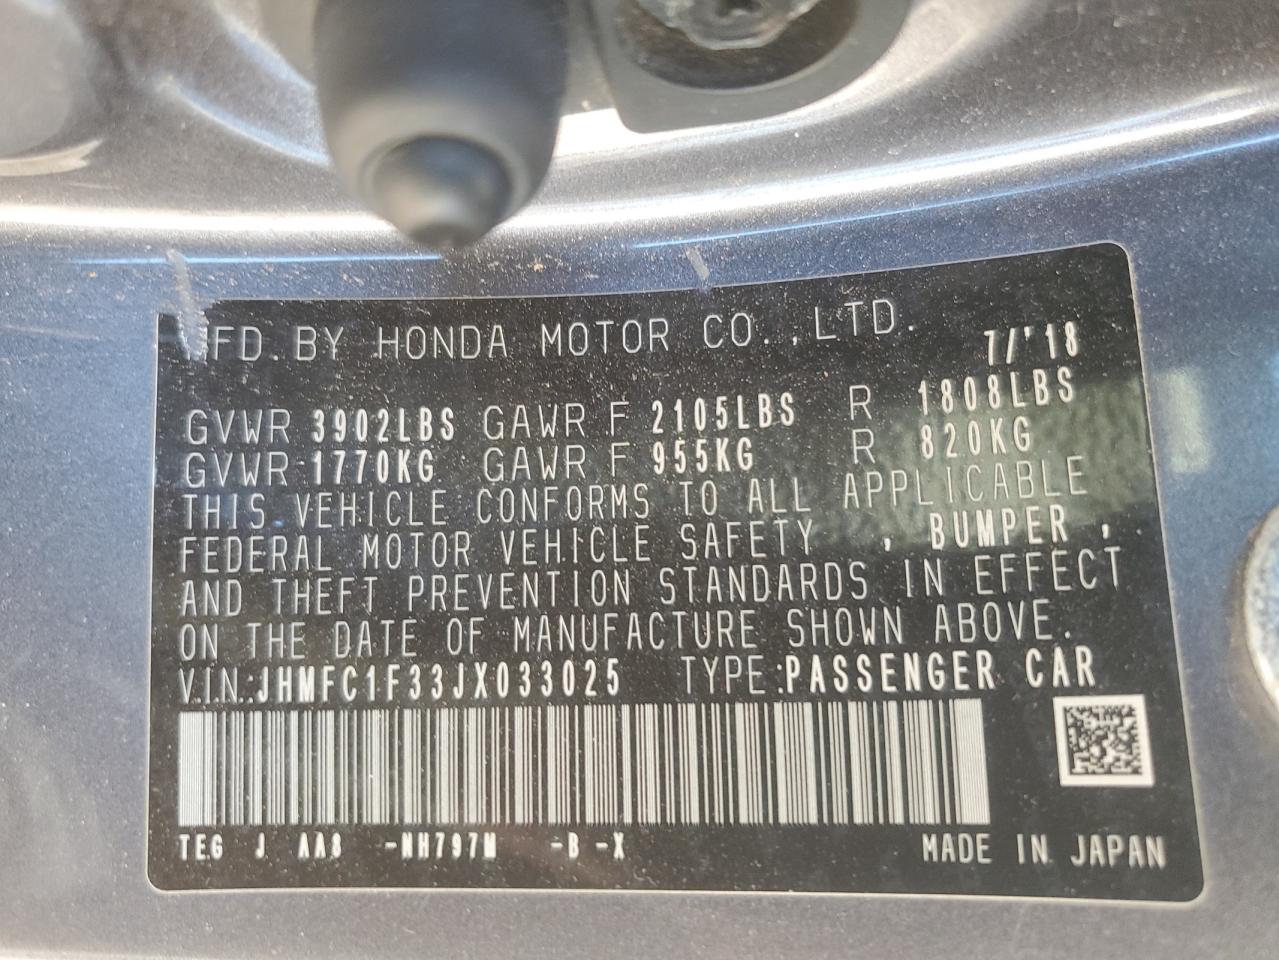 MFD. BY HONDA MOTOR CO., LTD. 7/'18
GVWR 3902LBS GAWR F 2105LBS R 1808LBS
GVWR 1770KG GAWR F 955KG R 820KG
THIS VEHICLE CONFORMS TO ALL APPLICABLE
FEDERAL MOTOR VEHICLE SAFETY , BUMPER ,
AND THEFT PREVENTION STANDARDS IN EFFECT
ON THE DATE OF MANUFACTURE SHOWN ABOVE.
V.I.N.:JHMFC1F33JX033025 TYPE:PASSENGER CAR
TEG J AA8 -NH797M -B -X MADE IN JAPAN